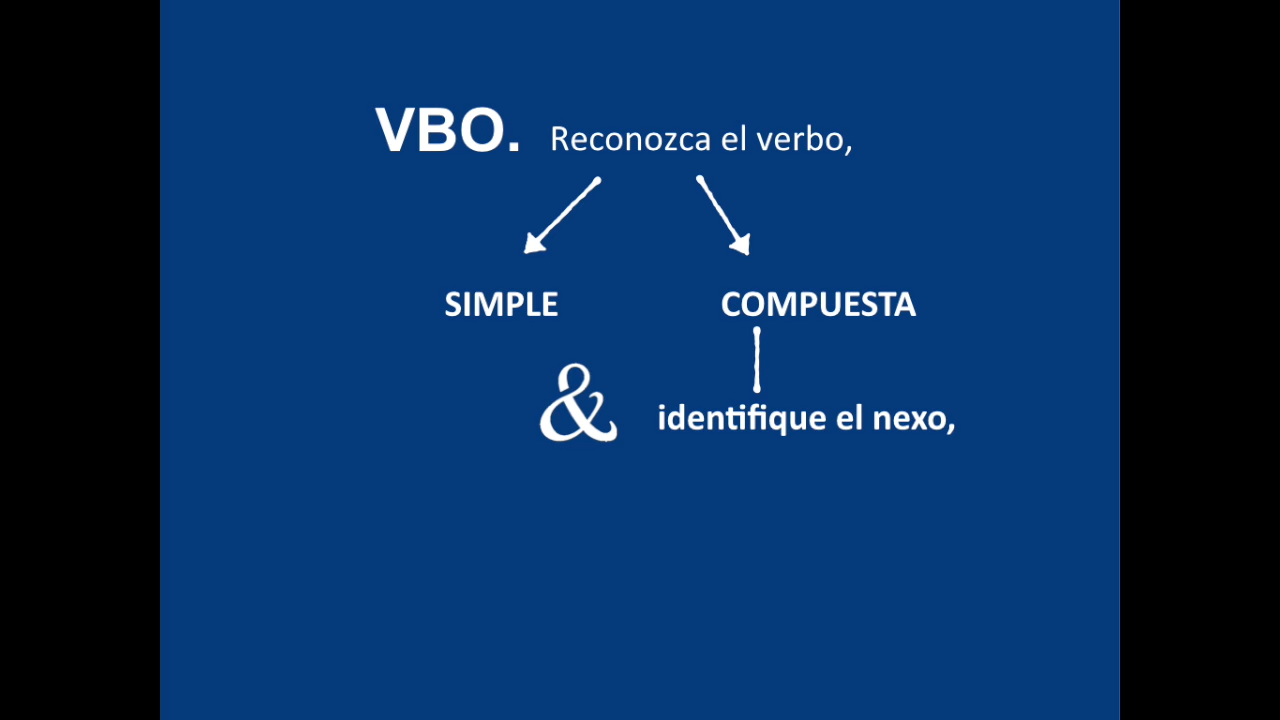 VBO. Reconozca el verbo,
SIMPLE COMPUESTA
& identifique el nexo,